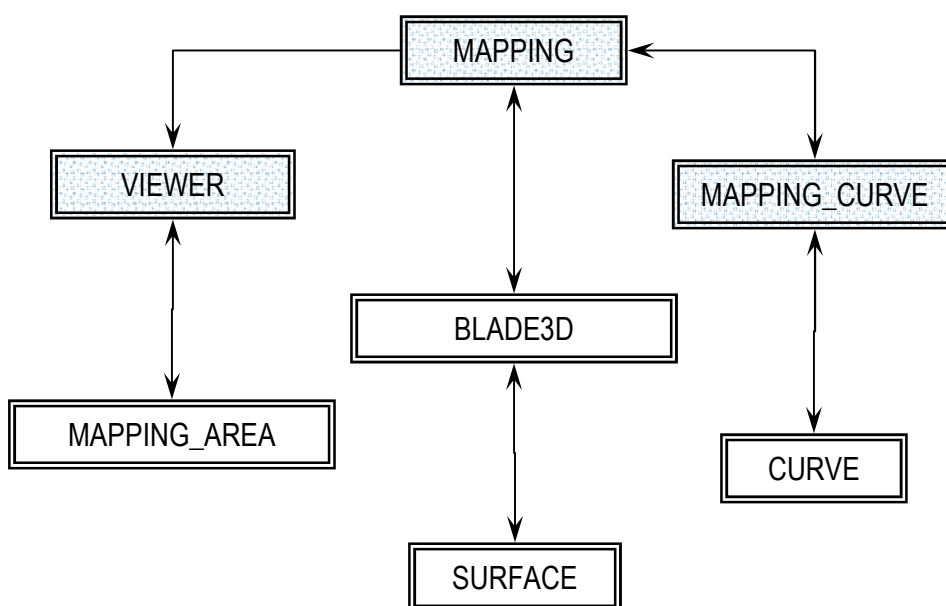 MAPPING
VIEWER
MAPPING_CURVE
BLADE3D
MAPPING_AREA
CURVE
SURFACE